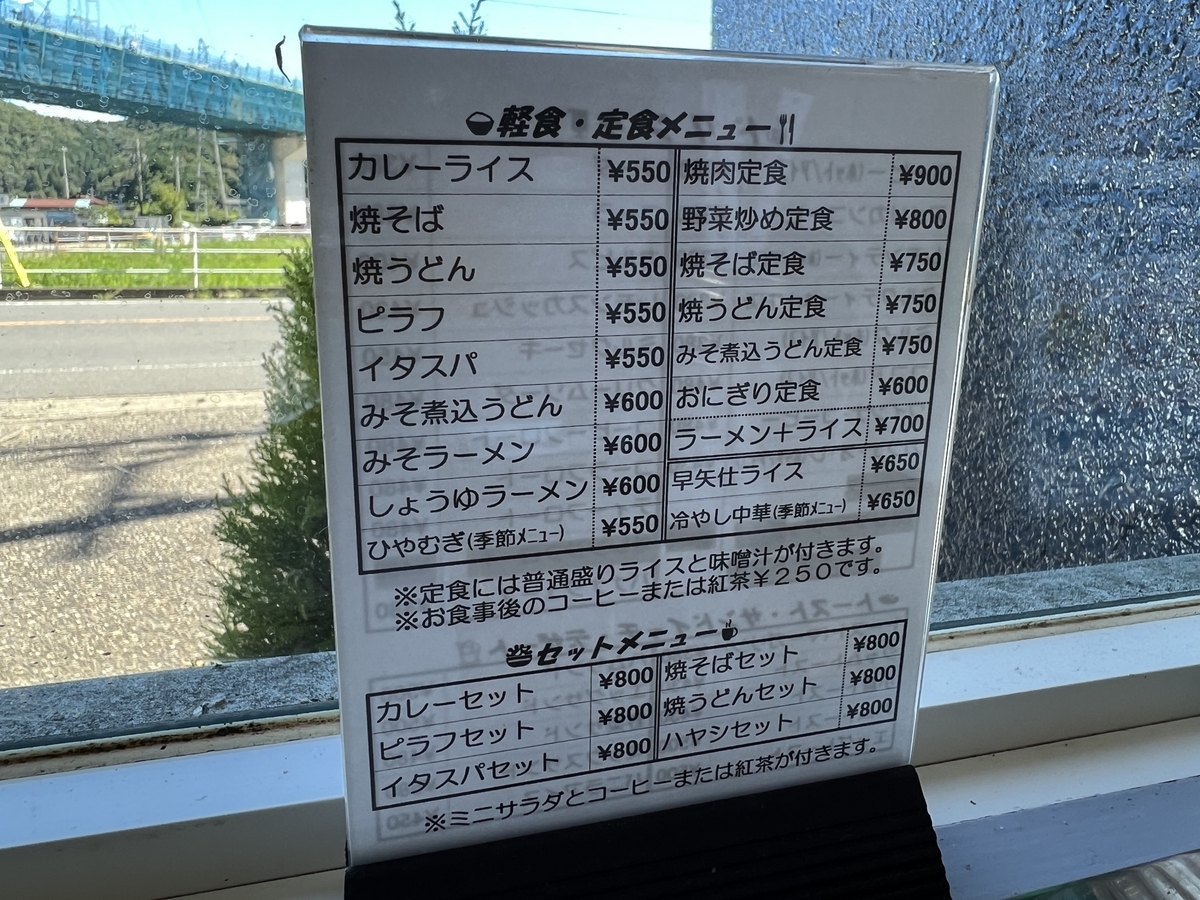 軽食・定食メニュー
カレーライス ¥550
焼そば ¥550
焼うどん ¥550
ピラフ ¥550
イタスパ ¥550
みそ煮込うどん ¥600
みそラーメン ¥600
しょうゆラーメン ¥600
ひやむぎ(季節メニュー) ¥550
焼肉定食 ¥900
野菜炒め定食 ¥800
焼そば定食 ¥750
焼うどん定食 ¥750
みそ煮込うどん定食 ¥750
おにぎり定食 ¥600
ラーメン+ライス ¥700
早矢仕ライス ¥650
冷やし中華(季節メニュー) ¥650
※定食には普通盛りライスと味噌汁が付きます。
※お食事後のコーヒーまたは紅茶¥250です。
セットメニュー
カレーセット ¥800
ピラフセット ¥800
イタスパセット ¥800
焼そばセット ¥800
焼うどんセット ¥800
ハヤシセット ¥800
※ミニサラダとコーヒーまたは紅茶が付きます。